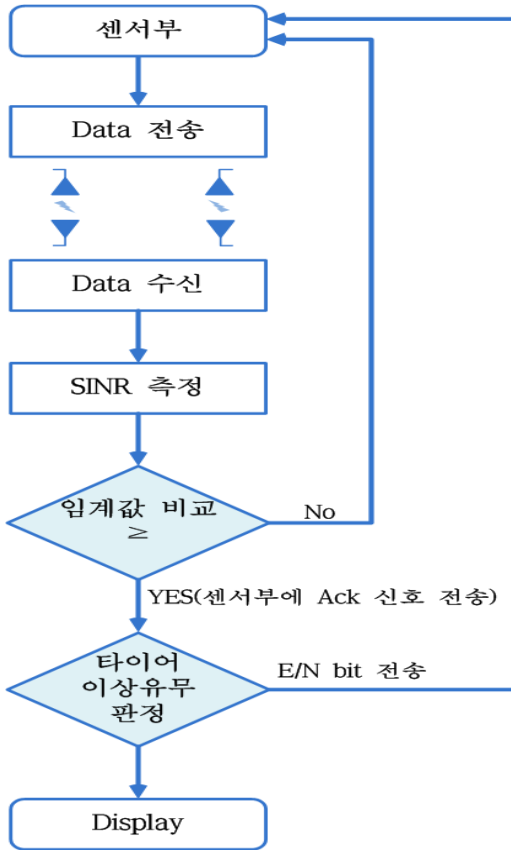 센서부
Data 전송
Data 수신
SINR 측정
임계값 비교
≥
No
YES(센서부에 Ack 신호 전송)
타이어
이상유무
판정
E/N bit 전송
Display